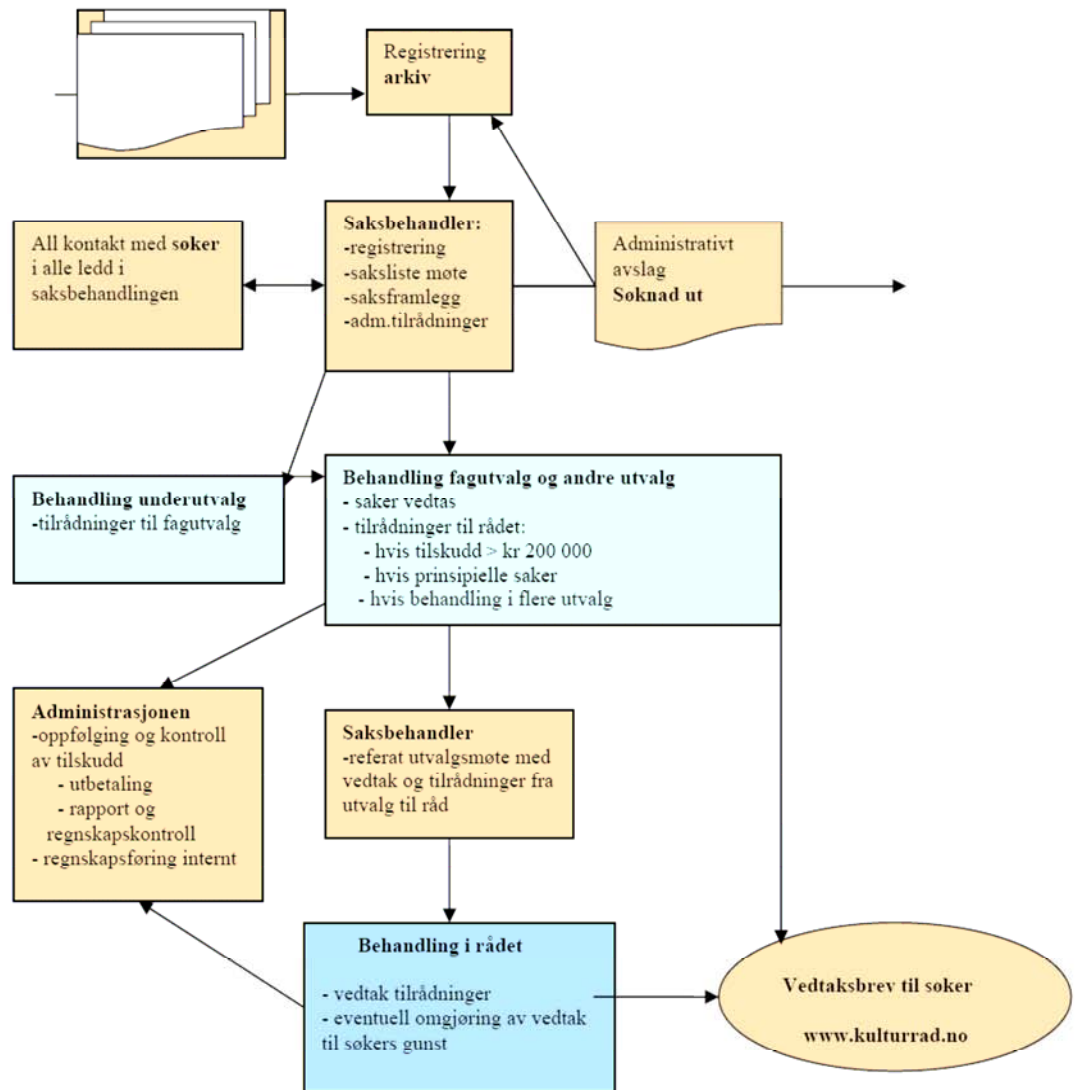 Registrering
arkiv
All kontakt med søker
i alle ledd i
saksbehandlingen
Saksbehandler:
-registrering
-saksliste møte
-saksframlegg
-adm.tilrådninger
Administrativt
avslag
Søknad ut
Behandling underutvalg
-tilrådninger til fagutvalg
Behandling fagutvalg og andre utvalg
- saker vedtas
- tilrådninger til rådet:
- hvis tilskudd > kr 200 000
- hvis prinsipielle saker
- hvis behandling i flere utvalg
Administrasjonen
-oppfølging og kontroll
av tilskudd
- utbetaling
- rapport og
regnskapskontroll
- regnskapsføring internt
Saksbehandler
-referat utvalgsmøte med
vedtak og tilrådninger fra
utvalg til råd
Behandling i rådet
- vedtak tilrådninger
- eventuell omgjøring av vedtak
til søkers gunst
Vedtaksbrev til søker
www.kulturrad.no